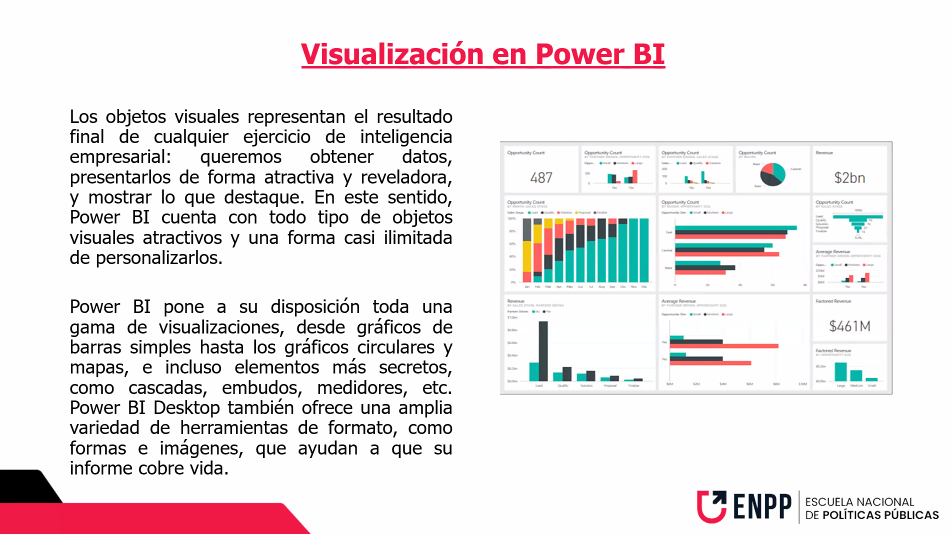 Visualización en Power BI
Los objetos visuales representan el resultado
final de cualquier ejercicio de inteligencia
empresarial: queremos obtener datos,
presentarlos de forma atractiva y reveladora,
y mostrar lo que destaque. En este sentido,
Power BI cuenta con todo tipo de objetos
visuales atractivos y una forma casi ilimitada
de personalizarlos.
Power BI pone a su disposición toda una
gama de visualizaciones, desde gráficos de
barras simples hasta los gráficos circulares y
mapas, e incluso elementos más secretos,
como cascadas, embudos, medidores, etc.
Power BI Desktop también ofrece una amplia
variedad de herramientas de formato, como
formas e imágenes, que ayudan a que su
informe cobre vida.
Opportunity Count
487
Opportunity Count
Opportunity Count
Opportunity Count
Revenue
$2bn
Opportunity Count
Opportunity Count
Opportunity Count
Average Revenue
Revenue
Average Revenue
Factored Revenue
$461M
Factored Revenue
ENPP
ESCUELA NACIONAL
DE POLÍTICAS PÚBLICAS